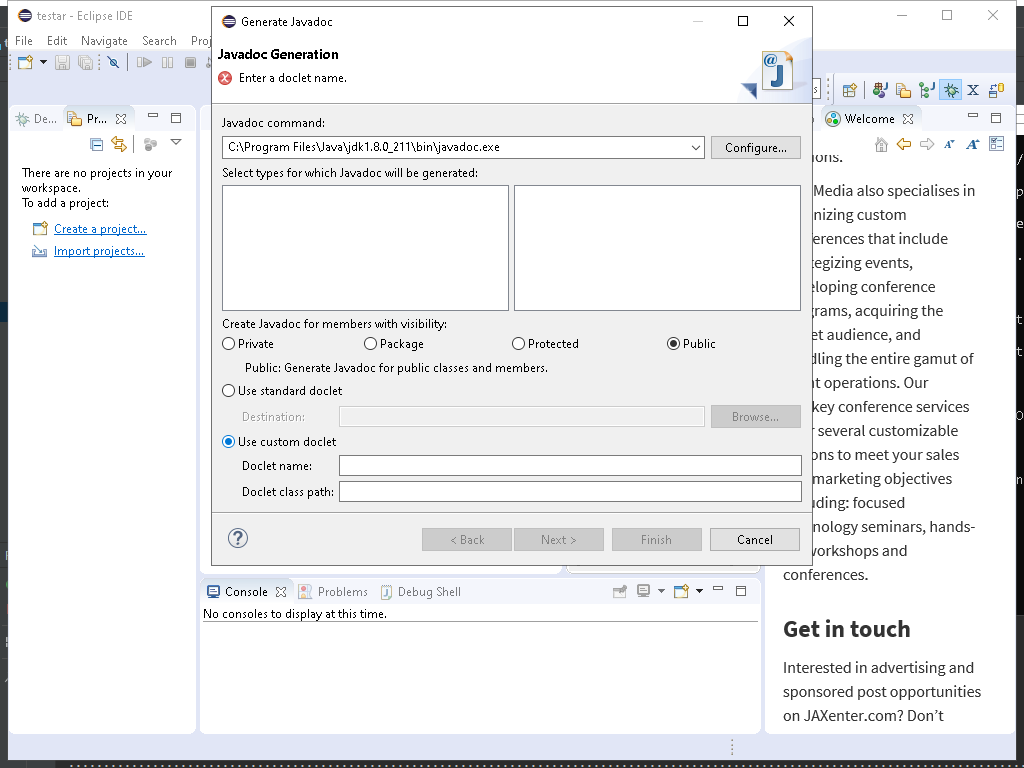 testar - Eclipse IDE
File Edit Navigate Search Proj
De...
Pr...
There are no projects in your
workspace.
To add a project:
Create a project...
Import projects...
Generate Javadoc
Javadoc Generation
Enter a doclet name.
Javadoc command:
C:\Program Files\Java\jdk1.8.0_211\bin\javadoc.exe
Configure...
Select types for which Javadoc will be generated:
Create Javadoc for members with visibility:
Private Package Protected Public
Public: Generate Javadoc for public classes and members.
Use standard doclet
Destination:
Browse...
Use custom doclet
Doclet name:
Doclet class path:
< Back Next > Finish Cancel
Console Problems Debug Shell
No consoles to display at this time.
Welcome
ons.
Media also specialises in
nizing custom
erences that include
tegizing events,
eloping conference
grams, acquiring the
et audience, and
dling the entire gamut of
nt operations. Our
key conference services
r several customizable
ons to meet your sales
marketing objectives
uding: focused
nology seminars, hands-
workshops and
conferences.
Get in touch
Interested in advertising and
sponsored post opportunities
on JAXenter.com? Don't